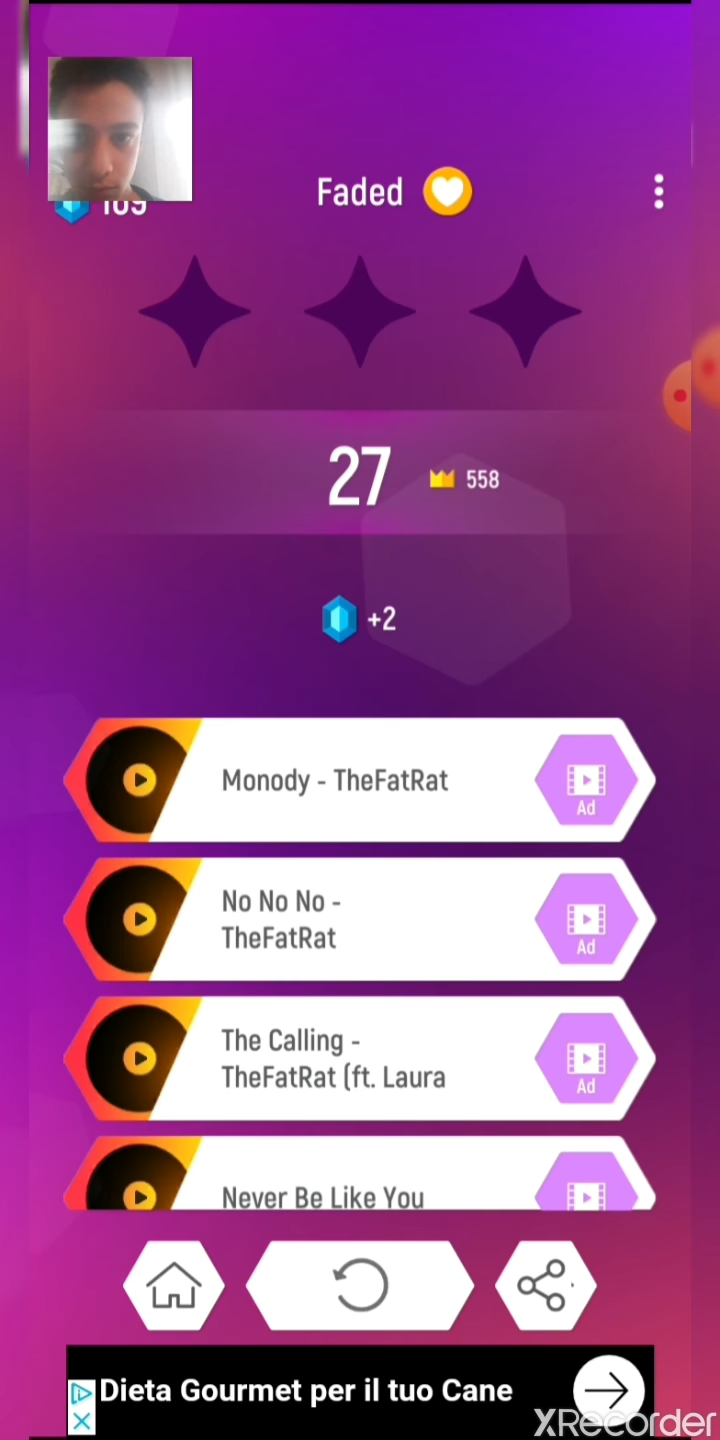 169
Faded
27
558
+2
Monody - TheFatRat
Ad
No No No -
TheFatRat
Ad
The Calling -
TheFatRat (ft. Laura
Ad
Never Be Like You
Dieta Gourmet per il tuo Cane
XRecorder